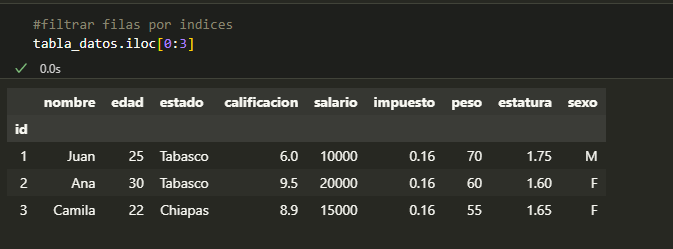 #filtrar filas por indices
tabla_datos.iloc[0:3]
✓ 0.0s
nombre edad estado calificacion salario impuesto peso estatura sexo
id
1 Juan 25 Tabasco 6.0 10000 0.16 70 1.75 M
2 Ana 30 Tabasco 9.5 20000 0.16 60 1.60 F
3 Camila 22 Chiapas 8.9 15000 0.16 55 1.65 F